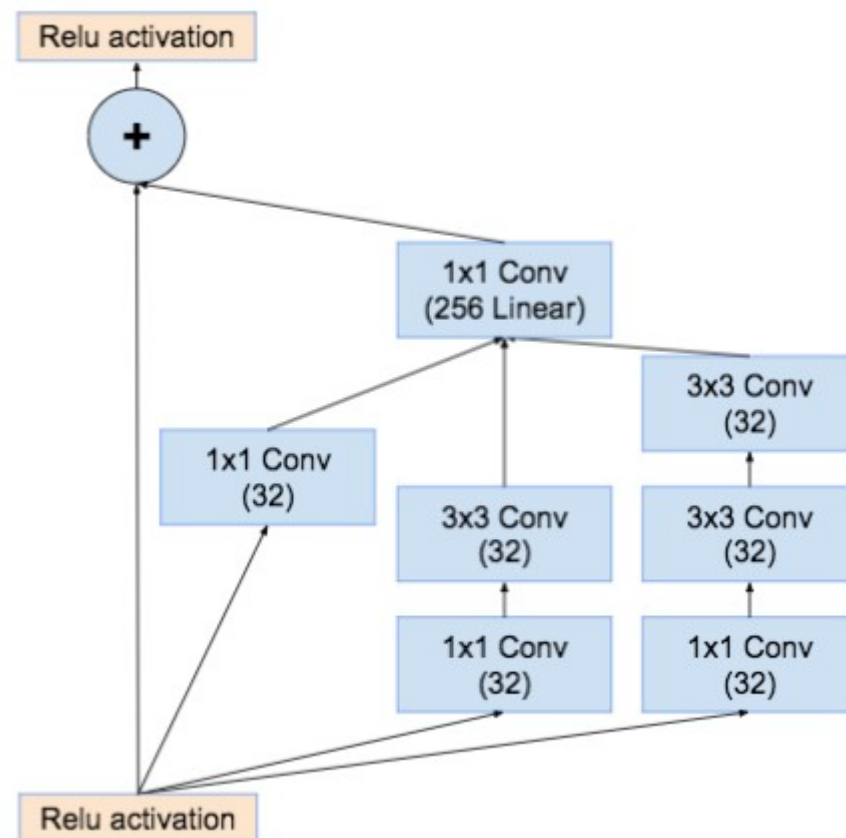 Relu activation
+
1x1 Conv
(256 Linear)
3x3 Conv
(32)
1x1 Conv
(32)
3x3 Conv
(32)
3x3 Conv
(32)
1x1 Conv
(32)
1x1 Conv
(32)
Relu activation